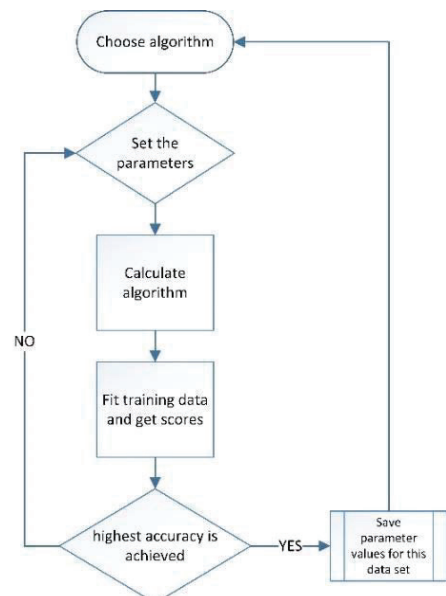 Choose algorithm
Set the
parameters
Calculate
algorithm
NO
Fit training data
and get scores
highest accuracy is
achieved
YES
Save
parameter
values for this
data set